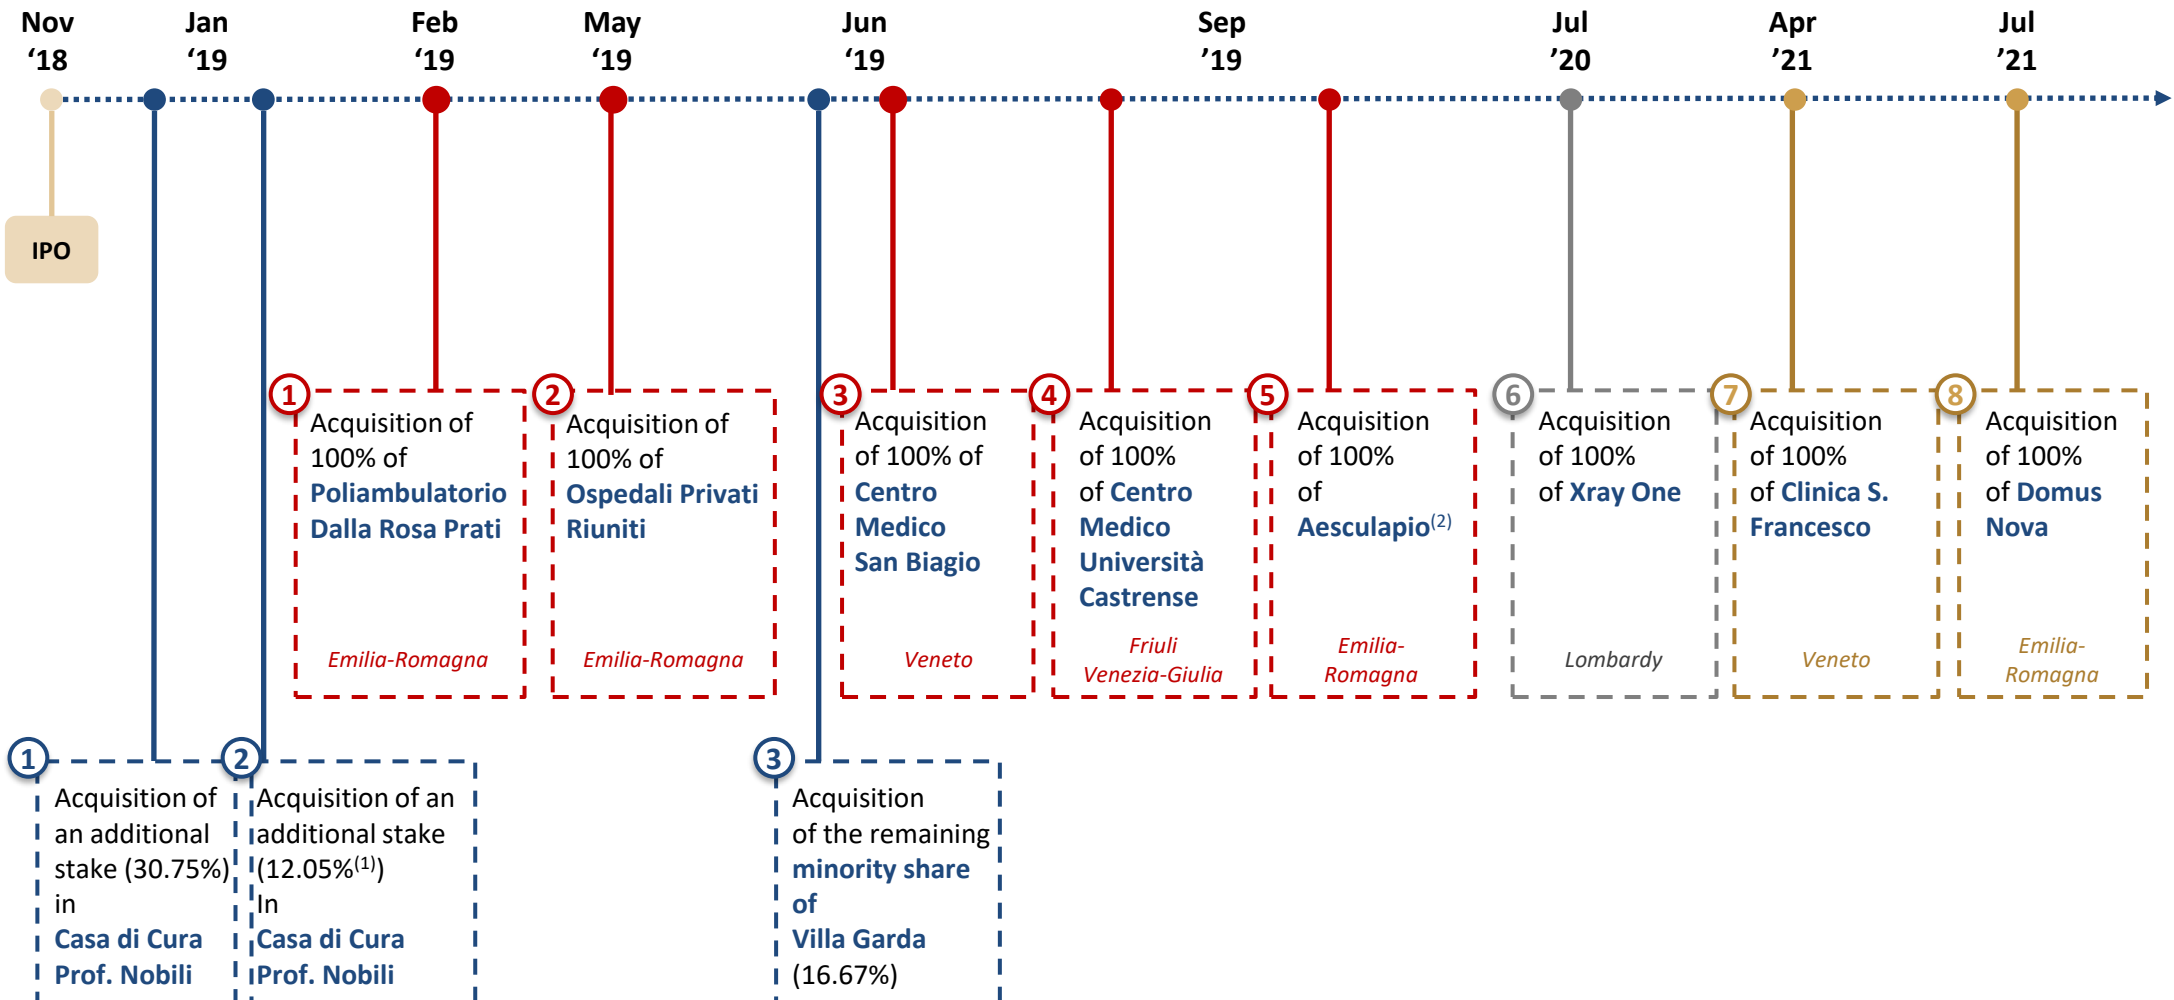 Nov
‘18
Jan
‘19
Feb
‘19
May
‘19
Jun
‘19
Sep
’19
Jul
’20
Apr
’21
Jul
’21
IPO
1
Acquisition of
100% of
Poliambulatorio
Dalla Rosa Prati
Emilia-Romagna
2
Acquisition of
100% of
Ospedali Privati
Riuniti
Emilia-Romagna
3
Acquisition
of 100% of
Centro
Medico
San Biagio
Veneto
4
Acquisition
of 100%
of Centro
Medico
Università
Castrense
Friuli
Venezia-Giulia
5
Acquisition
of 100%
of
Aesculapio(2)
Emilia-
Romagna
6
Acquisition
of 100%
of Xray One
Lombardy
7
Acquisition
of 100%
of Clinica S.
Francesco
Veneto
8
Acquisition
of 100%
of Domus
Nova
Emilia-
Romagna
1
Acquisition of
an additional
stake (30.75%)
in
Casa di Cura
Prof. Nobili
2
Acquisition of an
additional stake
(12.05%(1))
In
Casa di Cura
Prof. Nobili
3
Acquisition
of the remaining
minority share
of
Villa Garda
(16.67%)